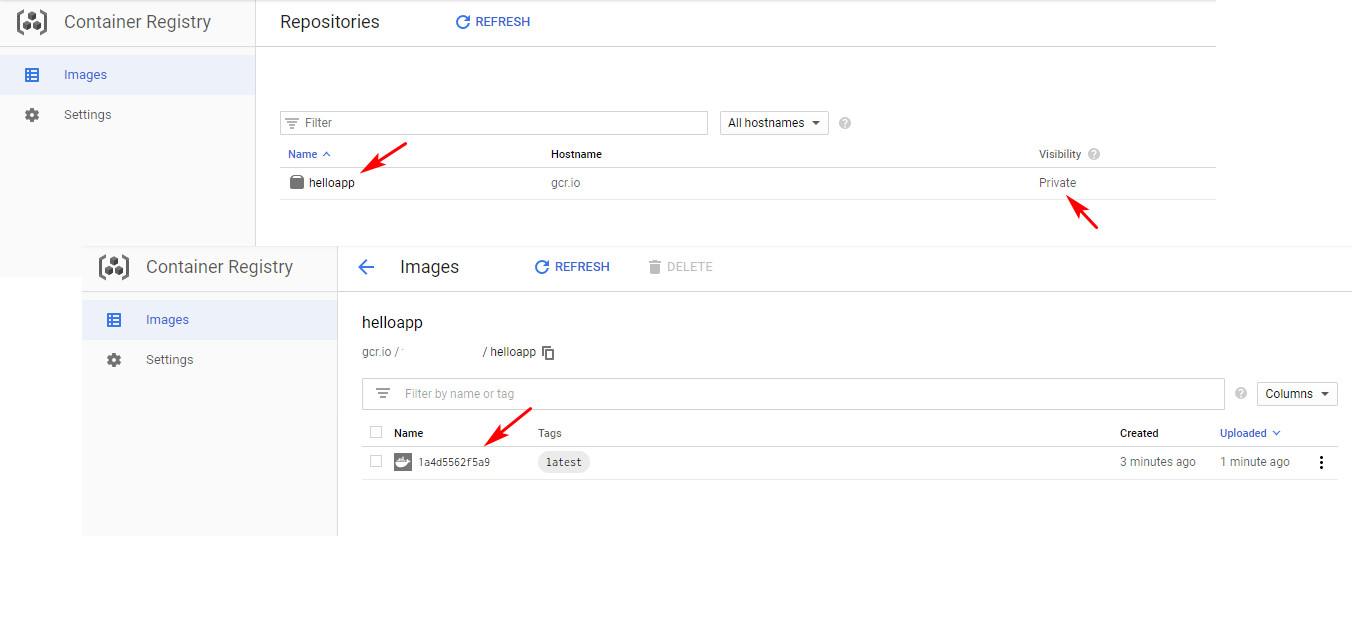 Container Registry
Repositories
REFRESH
Images
Settings
Filter
All hostnames
Name
Hostname
Visibility
helloapp
gcr.io
Private
Container Registry
Images
REFRESH
DELETE
Images
Settings
helloapp
gcr.io /
/ helloapp
Filter by name or tag
Columns
Name
Tags
Created
Uploaded
1a4d5562f5a9
latest
3 minutes ago
1 minute ago